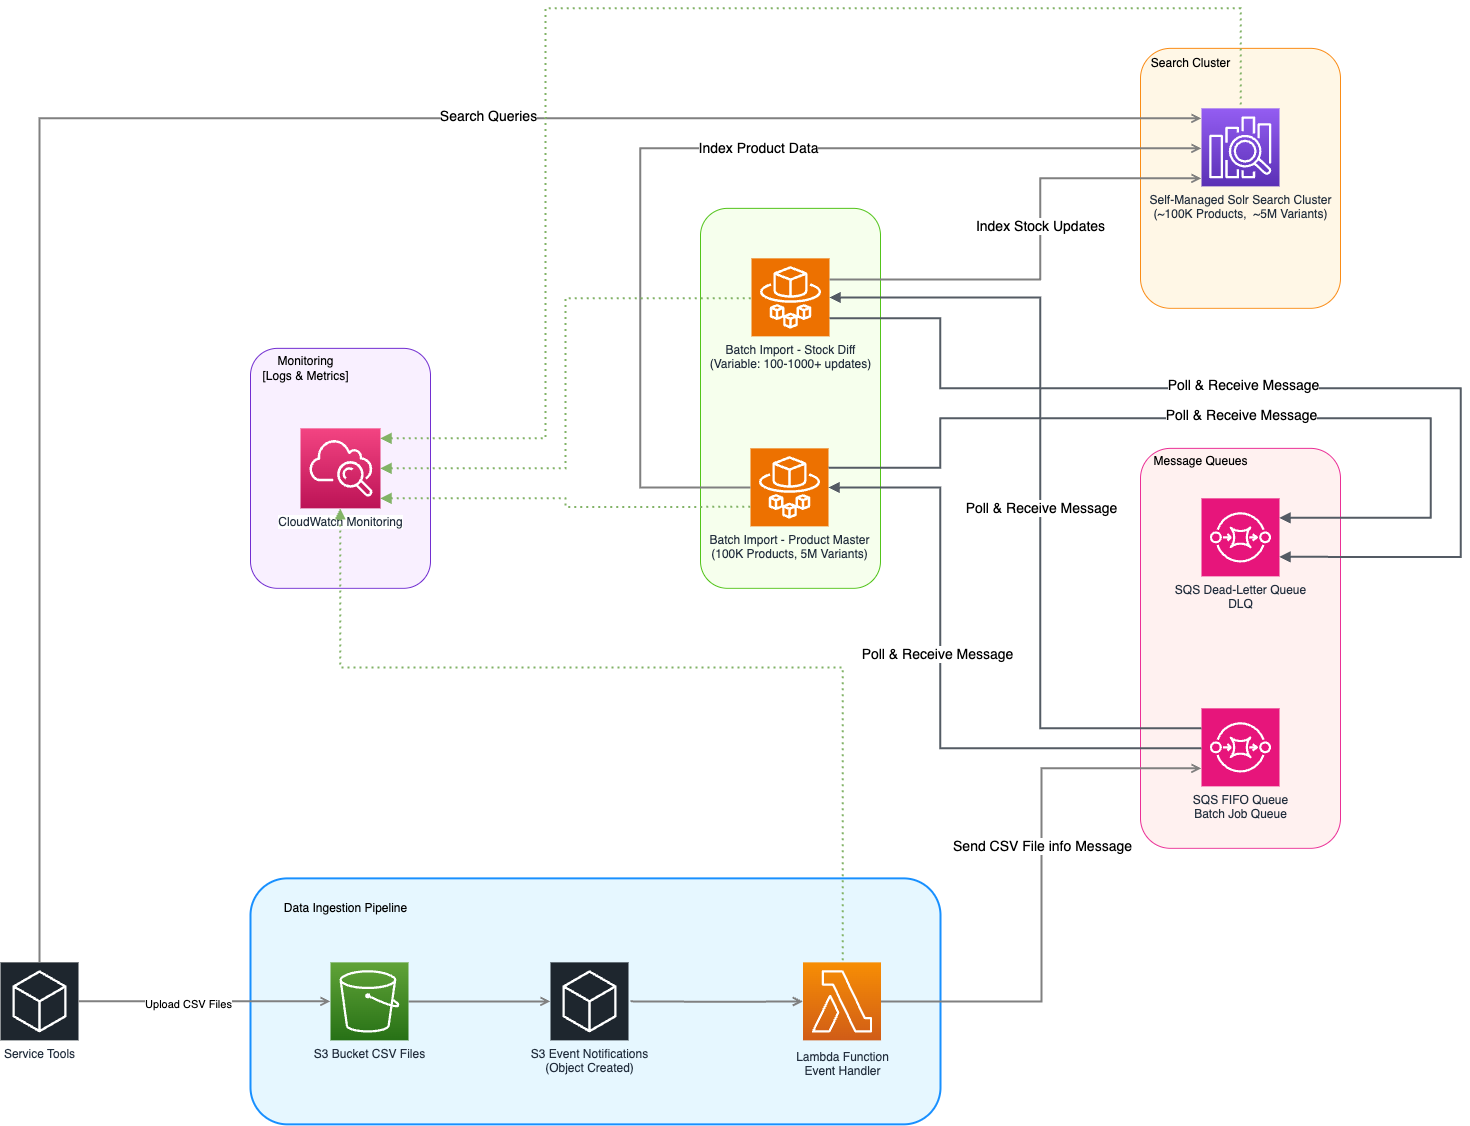 Search Cluster
Search Queries
Index Product Data
Self-Managed Solr Search Cluster
(~100K Products, ~5M Variants)
Index Stock Updates
Batch Import - Stock Diff
(Variable: 100-1000+ updates)
Monitoring
[Logs & Metrics]
Poll & Receive Message
Poll & Receive Message
Message Queues
CloudWatch Monitoring
Poll & Receive Message
Batch Import - Product Master
(100K Products, 5M Variants)
SQS Dead-Letter Queue
DLQ
Poll & Receive Message
SQS FIFO Queue
Batch Job Queue
Send CSV File info Message
Data Ingestion Pipeline
Upload CSV Files
Service Tools
S3 Bucket CSV Files
S3 Event Notifications
(Object Created)
Lambda Function
Event Handler